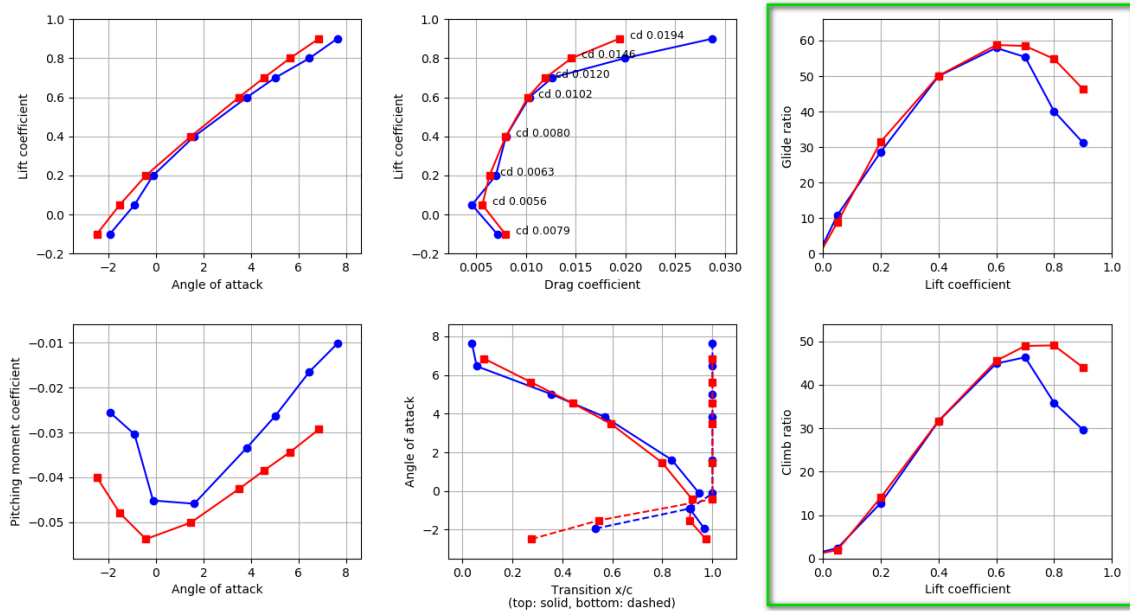 1.0
0.8
0.6
0.4
0.2
0.0
−0.2
Lift coefficient
−2 0 2 4 6 8
Angle of attack
1.0
0.8
0.6
0.4
0.2
0.0
−0.2
Lift coefficient
cd 0.0194
cd 0.0146
cd 0.0120
cd 0.0102
cd 0.0080
cd 0.0063
cd 0.0056
cd 0.0079
0.005 0.010 0.015 0.020 0.025 0.030
Drag coefficient
60
50
40
30
20
10
0
Glide ratio
0.0 0.2 0.4 0.6 0.8 1.0
Lift coefficient
−0.01
−0.02
−0.03
−0.04
−0.05
Pitching moment coefficient
−2 0 2 4 6 8
Angle of attack
8
6
4
2
0
−2
Angle of attack
0.0 0.2 0.4 0.6 0.8 1.0
Transition x/c
(top: solid, bottom: dashed)
50
40
30
20
10
0
Climb ratio
0.0 0.2 0.4 0.6 0.8 1.0
Lift coefficient